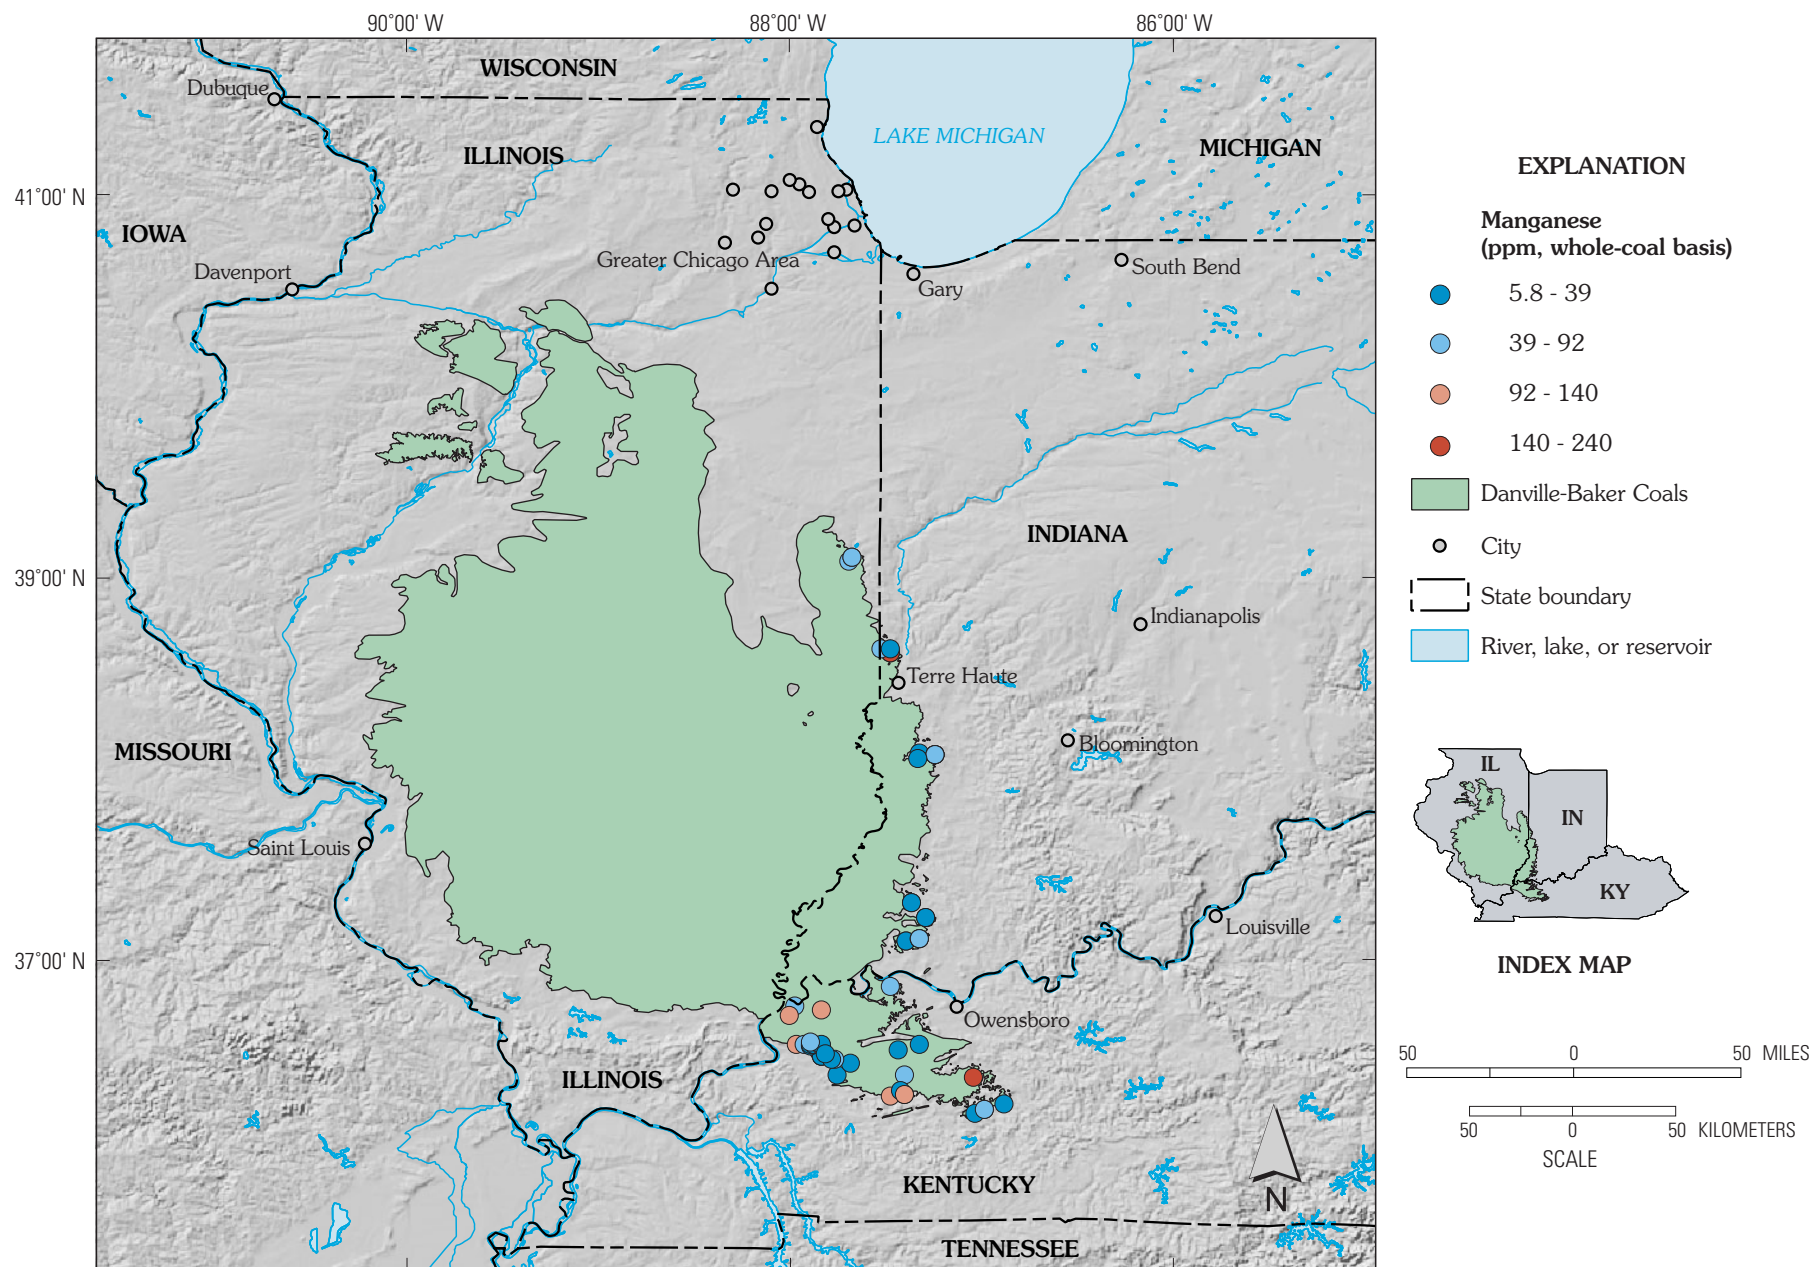 90°00' W
88°00' W
86°00' W
WISCONSIN
Dubuque
LAKE MICHIGAN
ILLINOIS
MICHIGAN
41°00' N
IOWA
Greater Chicago Area
Davenport
South Bend
Gary
INDIANA
39°00' N
Indianapolis
Terre Haute
Bloomington
MISSOURI
Saint Louis
Louisville
37°00' N
Owensboro
ILLINOIS
KENTUCKY
N
TENNESSEE
EXPLANATION
Manganese
(ppm, whole-coal basis)
5.8 - 39
39 - 92
92 - 140
140 - 240
Danville-Baker Coals
City
State boundary
River, lake, or reservoir
IL
IN
KY
INDEX MAP
50 0 50 MILES
50 0 50 KILOMETERS
SCALE